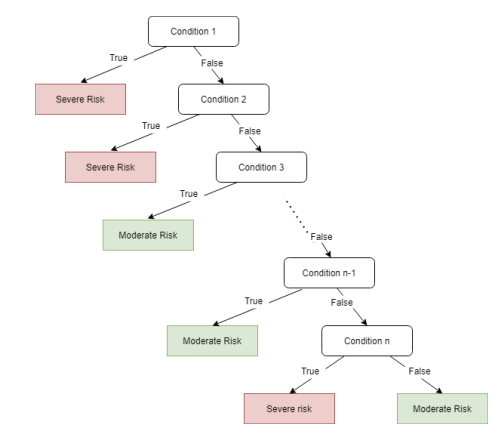 Condition 1
True
False
Severe Risk
Condition 2
True
False
Severe Risk
Condition 3
True
Moderate Risk
False
Condition n-1
True
False
Moderate Risk
Condition n
True
False
Severe risk
Moderate Risk